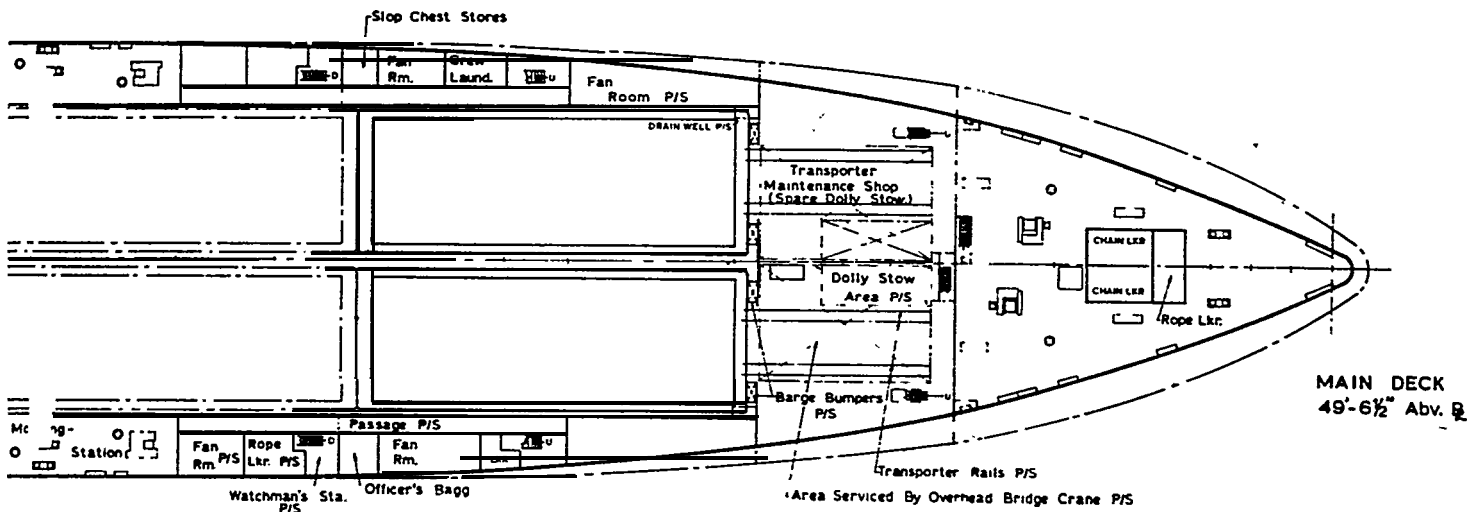 Slop Chest Stores
Fan
Rm.
Crew
Laund.
D
U
Fan
Room P/S
DRAIN WELL P/S
Transporter
Maintenance Shop
(Spare Dolly Stow.)
CHAIN LKR
CHAIN LKR
Dolly Stow
Area P/S
Rope Lkr.
MAIN DECK
49'-6½" Abv. B
Barge Bumpers
P/S
Passage P/S
Station
Fan
Rm. P/S
Rope
Lkr. P/S
D
Fan
Rm.
U
Watchman's Sta.
P/S
Officer's Bagg
Transporter Rails P/S
Area Serviced By Overhead Bridge Crane P/S